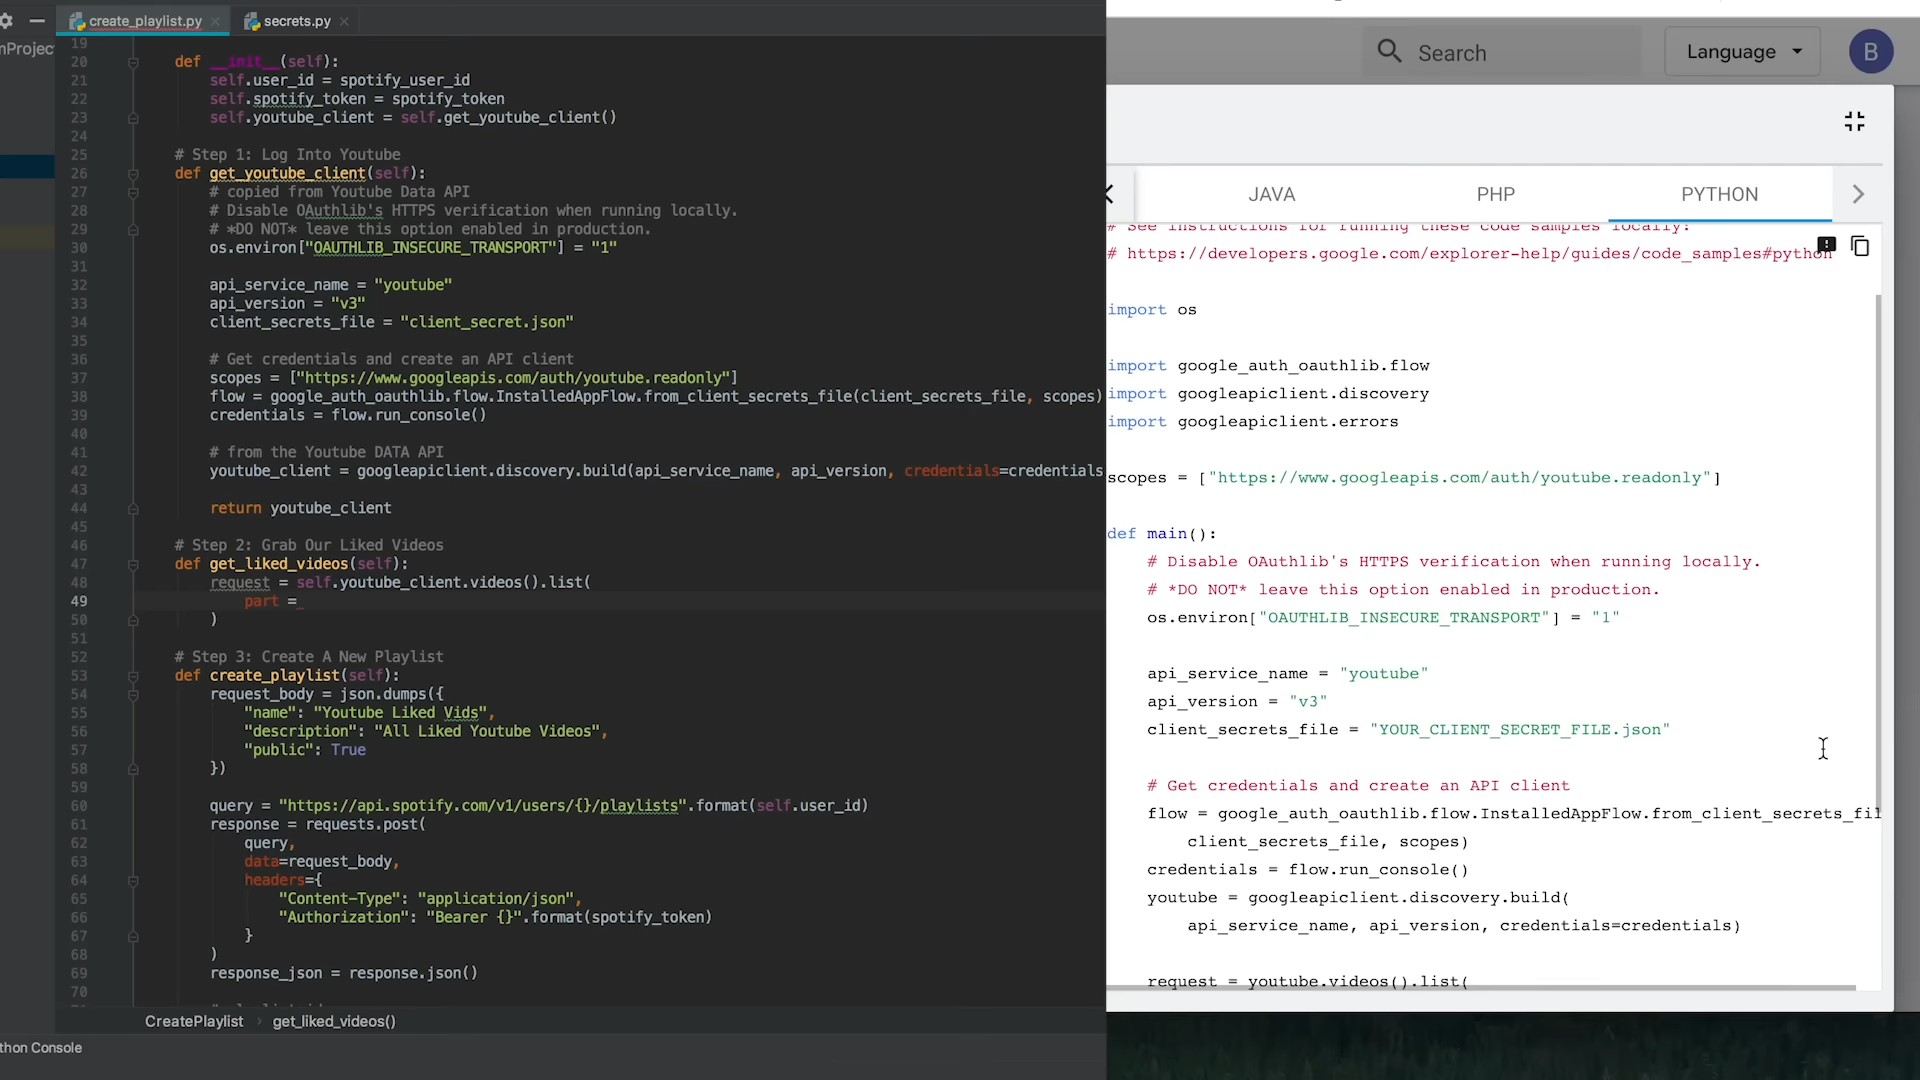 create_playlist.py
secrets.py
19
20 def __init__(self):
21 self.user_id = spotify_user_id
22 self.spotify_token = spotify_token
23 self.youtube_client = self.get_youtube_client()
24
25 # Step 1: Log Into Youtube
26 def get_youtube_client(self):
27 # copied from Youtube Data API
28 # Disable OAuthlib's HTTPS verification when running locally.
29 # *DO NOT* leave this option enabled in production.
30 os.environ["OAUTHLIB_INSECURE_TRANSPORT"] = "1"
31
32 api_service_name = "youtube"
33 api_version = "v3"
34 client_secrets_file = "client_secret.json"
35
36 # Get credentials and create an API client
37 scopes = ["https://www.googleapis.com/auth/youtube.readonly"]
38 flow = google_auth_oauthlib.flow.InstalledAppFlow.from_client_secrets_file(client_secrets_file, scopes)
39 credentials = flow.run_console()
40
41 # from the Youtube DATA API
42 youtube_client = googleapiclient.discovery.build(api_service_name, api_version, credentials=credentials
43
44 return youtube_client
45
46 # Step 2: Grab Our Liked Videos
47 def get_liked_videos(self):
48 request = self.youtube_client.videos().list(
49 part =
50 )
51
52 # Step 3: Create A New Playlist
53 def create_playlist(self):
54 request_body = json.dumps({
55 "name": "Youtube Liked Vids",
56 "description": "All Liked Youtube Videos",
57 "public": True
58 })
59
60 query = "https://api.spotify.com/v1/users/{}/playlists".format(self.user_id)
61 response = requests.post(
62 query,
63 data=request_body,
64 headers={
65 "Content-Type": "application/json",
66 "Authorization": "Bearer {}".format(spotify_token)
67 }
68 )
69 response_json = response.json()
70
CreatePlaylist › get_liked_videos()
thon Console
Search
Language
B
JAVA
PHP
PYTHON
# See instructions for running these code samples locally:
# https://developers.google.com/explorer-help/guides/code_samples#python
import os
import google_auth_oauthlib.flow
import googleapiclient.discovery
import googleapiclient.errors
scopes = ["https://www.googleapis.com/auth/youtube.readonly"]
def main():
# Disable OAuthlib's HTTPS verification when running locally.
# *DO NOT* leave this option enabled in production.
os.environ["OAUTHLIB_INSECURE_TRANSPORT"] = "1"
api_service_name = "youtube"
api_version = "v3"
client_secrets_file = "YOUR_CLIENT_SECRET_FILE.json"
# Get credentials and create an API client
flow = google_auth_oauthlib.flow.InstalledAppFlow.from_client_secrets_fil
client_secrets_file, scopes)
credentials = flow.run_console()
youtube = googleapiclient.discovery.build(
api_service_name, api_version, credentials=credentials)
request = youtube.videos().list(